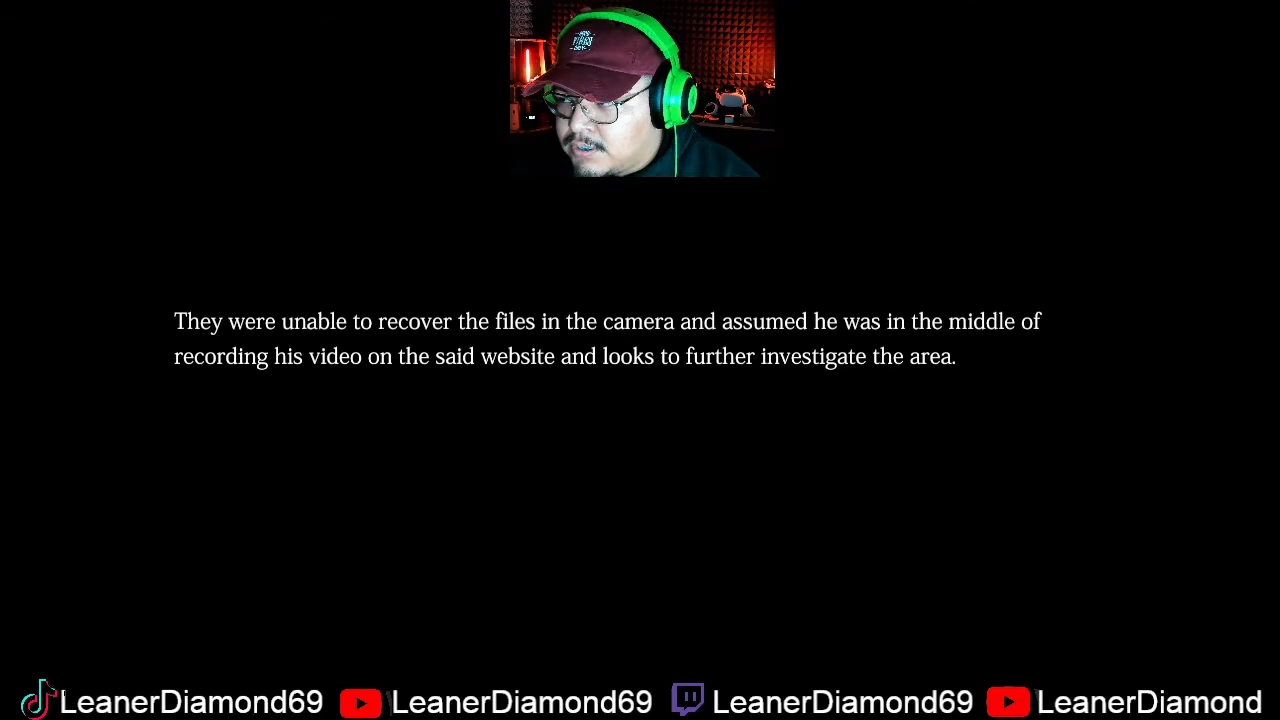 They were unable to recover the files in the camera and assumed he was in the middle of
recording his video on the said website and looks to further investigate the area.
LeanerDiamond69 LeanerDiamond69 LeanerDiamond69 LeanerDiamond